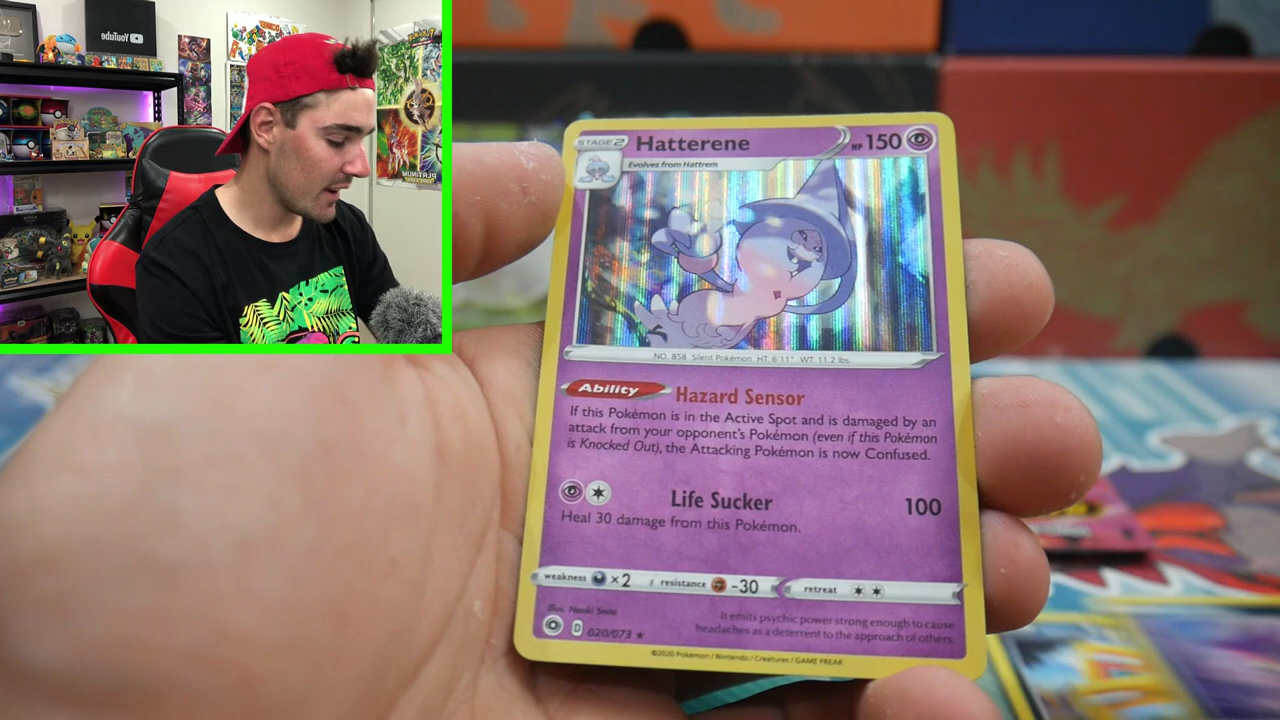 YouTube
PLATINUM
STAGE 2 Hatterene HP 150
Evolves from Hattrem
NO. 858 Silent Pokémon HT: 6'11" WT: 11.2 lbs.
Ability Hazard Sensor
If this Pokémon is in the Active Spot and is damaged by an
attack from your opponent's Pokémon (even if this Pokémon
is Knocked Out), the Attacking Pokémon is now Confused.
Life Sucker 100
Heal 30 damage from this Pokémon.
weakness ×2 resistance -30 retreat
Illus. Naoki Saito
D 020/073 ★
It emits psychic power strong enough to cause
headaches as a deterrent to the approach of others.
©2020 Pokémon / Nintendo / Creatures / GAME FREAK